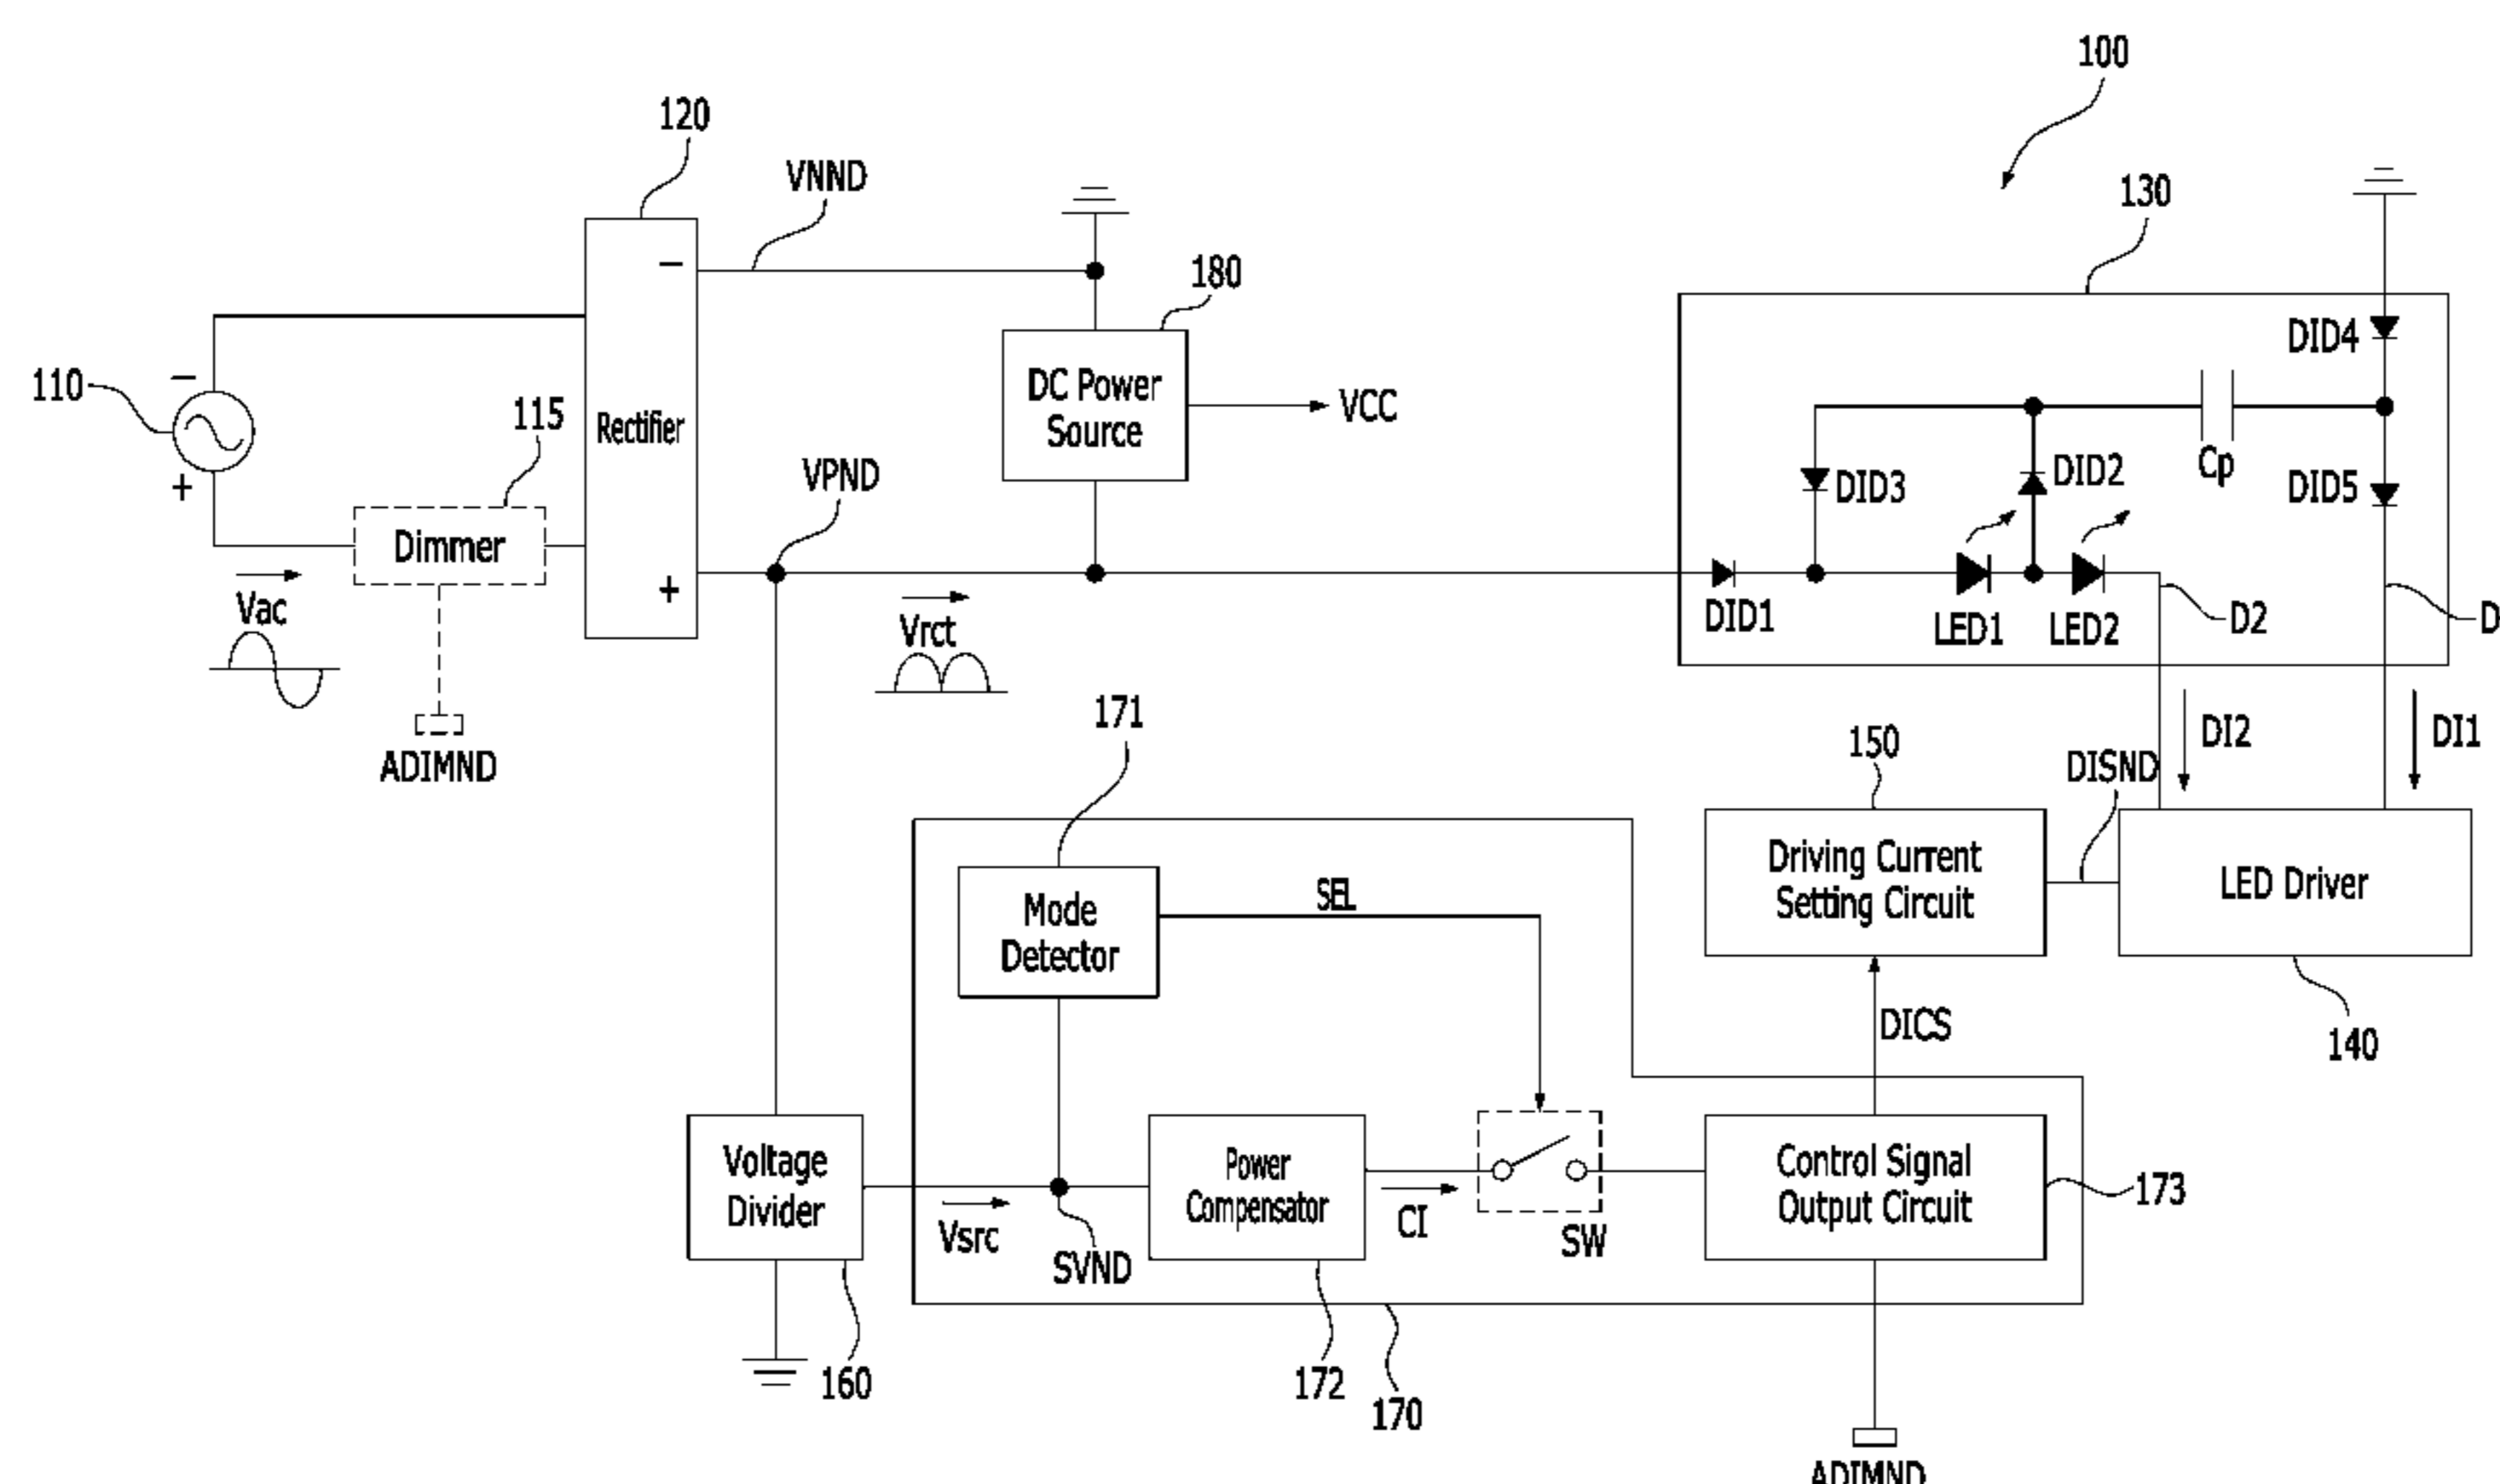 100
120
VNND
130
180
DID4
110
−
115
DC Power
Source
VCC
Rectifier
+
VPND
DID3
DID2
Cp
DID5
Dimmer
Vac
+
Vrct
DID1
LED1
LED2
D2
D
−
171
ADIMND
150
DISND
DI2
DI1
SEL
Mode
Detector
Driving Current
Setting Circuit
LED Driver
DICS
140
Voltage
Divider
Power
Compensator
Control Signal
Output Circuit
173
Vsrc
CI
SW
SVND
160
172
170
ADIMND